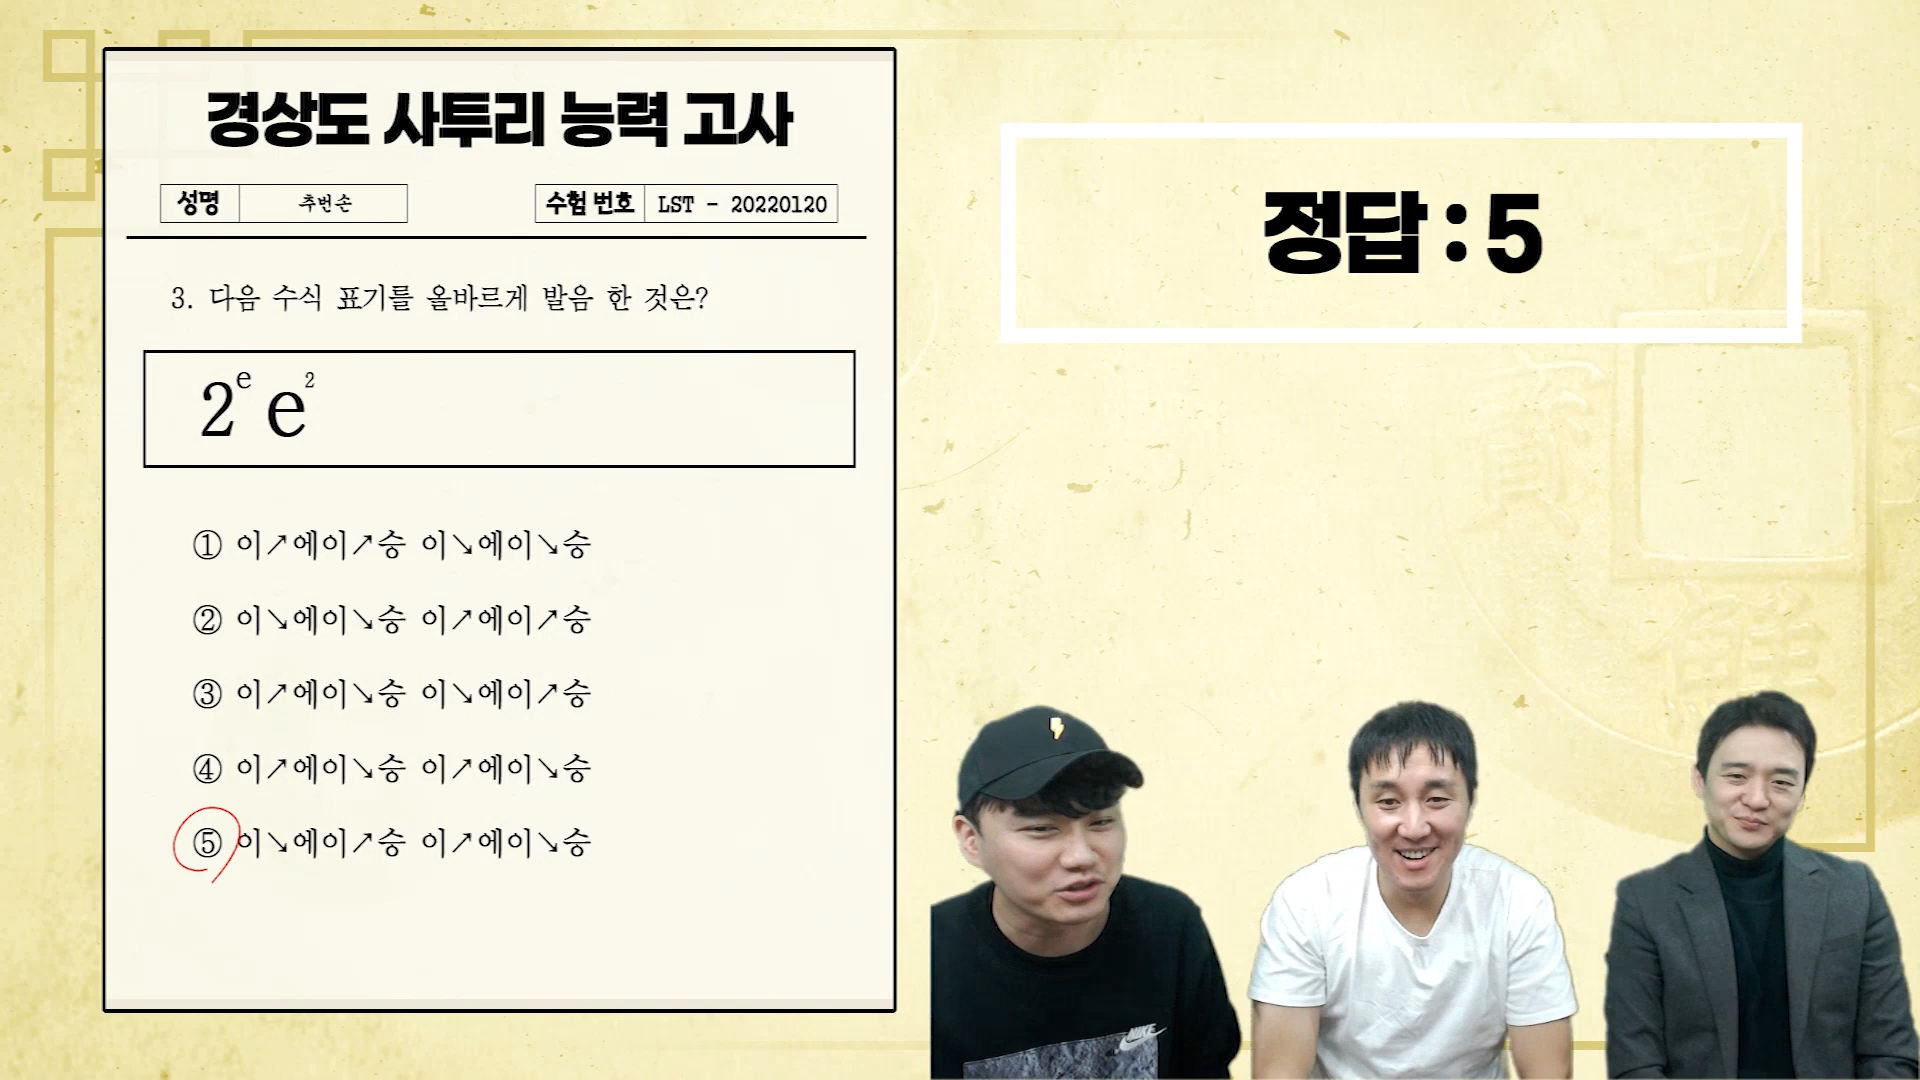 경상도 사투리 능력 고사
성명 추번손 수험 번호 LST - 20220120
3. 다음 수식 표기를 올바르게 발음 한 것은?
2ᵉ e²
① 이↗에이↗승 이↘에이↘승
② 이↘에이↘승 이↗에이↗승
③ 이↗에이↘승 이↘에이↗승
④ 이↗에이↘승 이↗에이↘승
⑤ 이↘에이↗승 이↗에이↘승
정답 : 5
NIKE